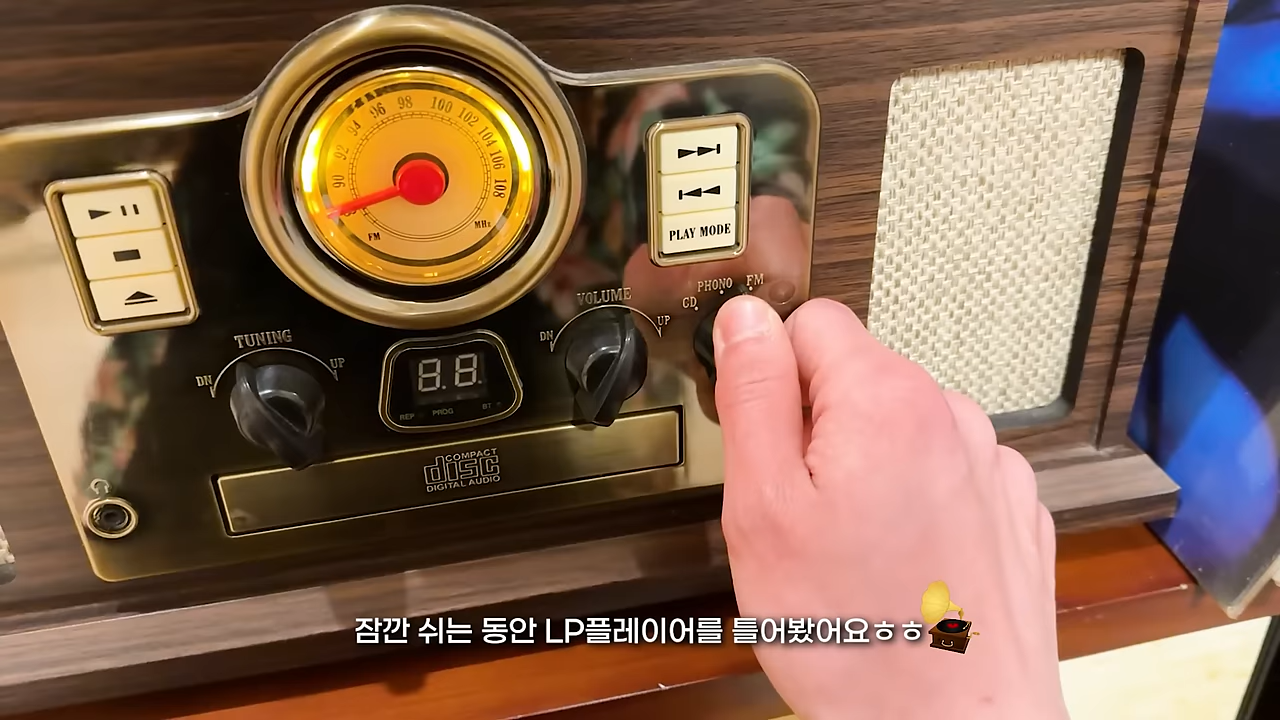 94 96 98 100 102 104 106 108
92
90
FM
MHz
PLAY MODE
CD
PHONO
FM
TUNING
DN
UP
VOLUME
DN
UP
8.8.
REP
PROG
BT
COMPACT
disc
DIGITAL AUDIO
잠깐 쉬는 동안 LP플레이어를 틀어봤어요ㅎㅎ